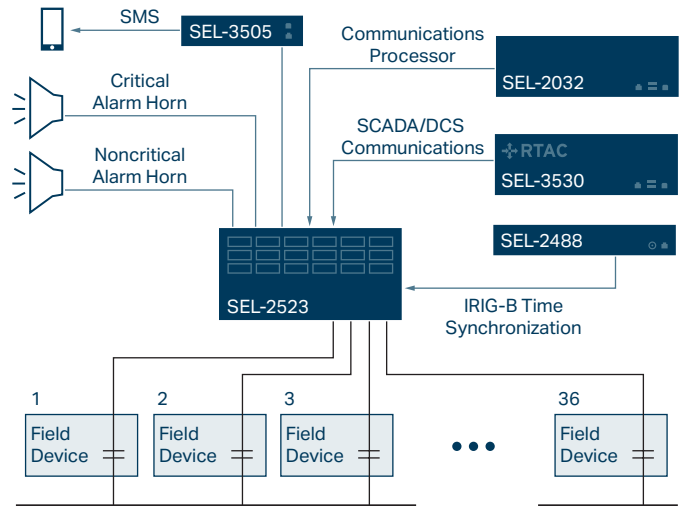 SMS
SEL-3505
Communications
Processor
SEL-2032
Critical
Alarm Horn
SCADA/DCS
Communications
RTAC
SEL-3530
Noncritical
Alarm Horn
SEL-2488
SEL-2523
IRIG-B Time
Synchronization
1
2
3
36
Field
Device
Field
Device
Field
Device
Field
Device